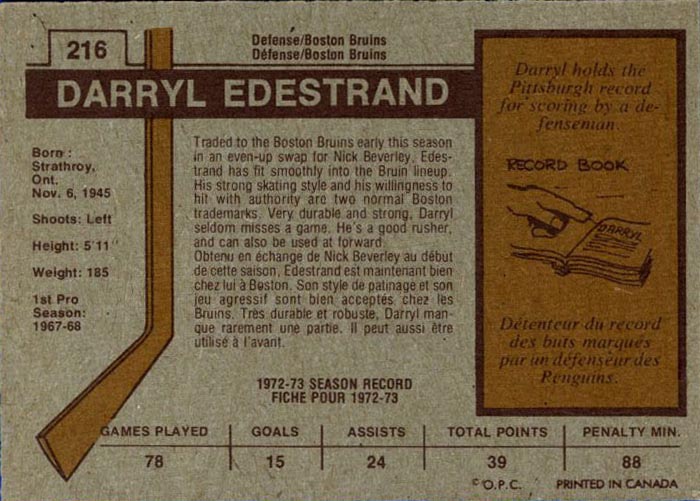 216
Defense/Boston Bruins
Défense/Boston Bruins
DARRYL EDESTRAND
Born:
Strathroy,
Ont.
Nov. 6, 1945
Shoots: Left
Height: 5'11"
Weight: 185
1st Pro
Season:
1967-68
Traded to the Boston Bruins early this season
in an even-up swap for Nick Beverley, Edes-
trand has fit smoothly into the Bruin lineup.
His strong skating style and his willingness to
hit with authority are two normal Boston
trademarks. Very durable and strong, Darryl
seldom misses a game. He's a good rusher,
and can also be used at forward.
Obtenu en échange de Nick Beverley au début
de cette saison, Edestrand est maintenant bien
chez lui à Boston. Son style de patinage et son
jeu agressif sont bien acceptés chez les
Bruins. Très durable et robuste, Darryl man-
que rarement une partie. Il peut aussi être
utilisé à l'avant.
Darryl holds the
Pittsburgh record
for scoring by a de-
fenseman.
RECORD BOOK
DARRYL
Détenteur du record
des buts marqués
par un défenseur des
Penguins.
1972-73 SEASON RECORD
FICHE POUR 1972-73
GAMES PLAYED GOALS ASSISTS TOTAL POINTS PENALTY MIN.
78 15 24 39 88
© O.P.C. PRINTED IN CANADA